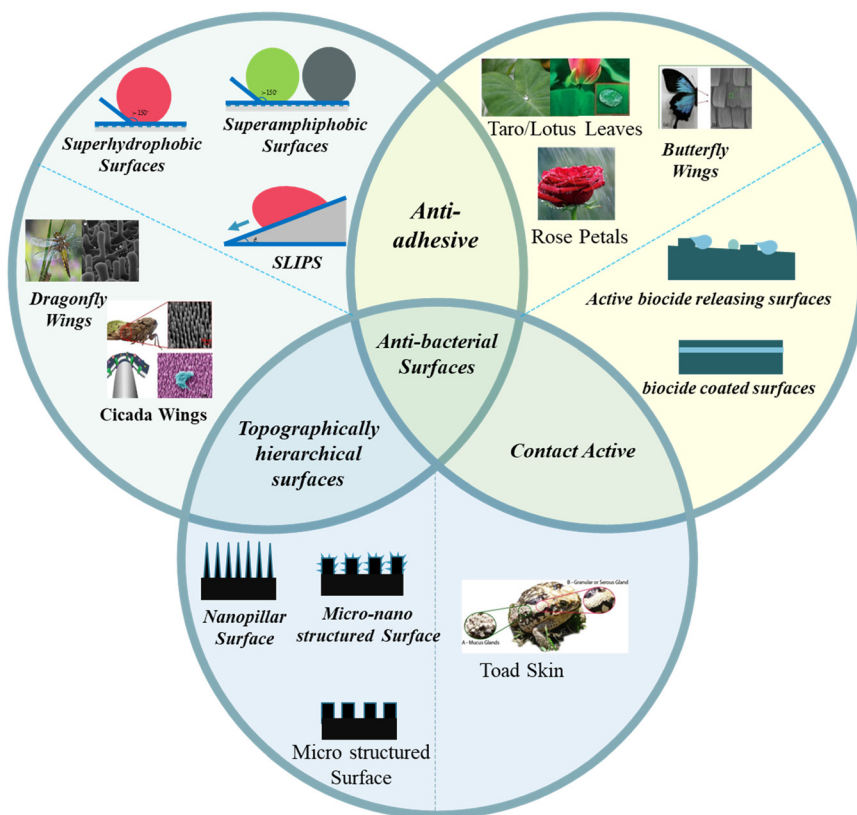 >150°
Superhydrophobic
Surfaces
>150°
Superamphiphobic
Surfaces
SLIPS
Dragonfly
Wings
Cicada Wings
Taro/Lotus Leaves
Rose Petals
Butterfly
Wings
Active biocide releasing surfaces
biocide coated surfaces
Anti-
adhesive
Anti-bacterial
Surfaces
Topographically
hierarchical
surfaces
Contact Active
Nanopillar
Surface
Micro-nano
structured Surface
Micro structured
Surface
B - Granular or Serous Gland
A - Mucus Glands
Toad Skin